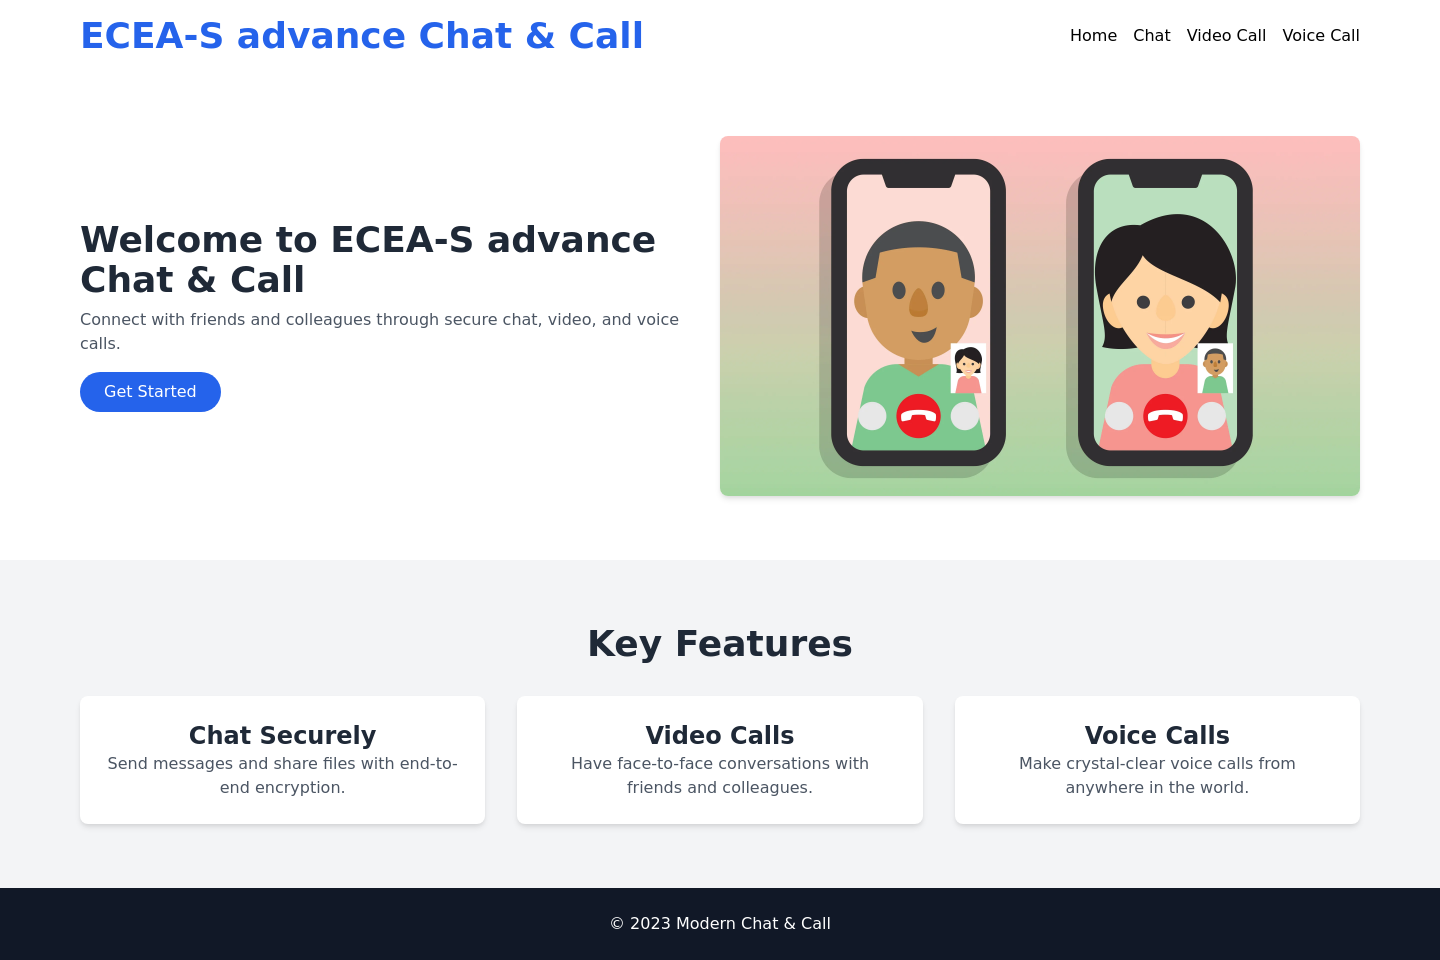 ECEA-S advance Chat & Call
Home Chat Video Call Voice Call
Welcome to ECEA-S advance
Chat & Call
Connect with friends and colleagues through secure chat, video, and voice
calls.
Get Started
Key Features
Chat Securely
Send messages and share files with end-to-
end encryption.
Video Calls
Have face-to-face conversations with
friends and colleagues.
Voice Calls
Make crystal-clear voice calls from
anywhere in the world.
© 2023 Modern Chat & Call